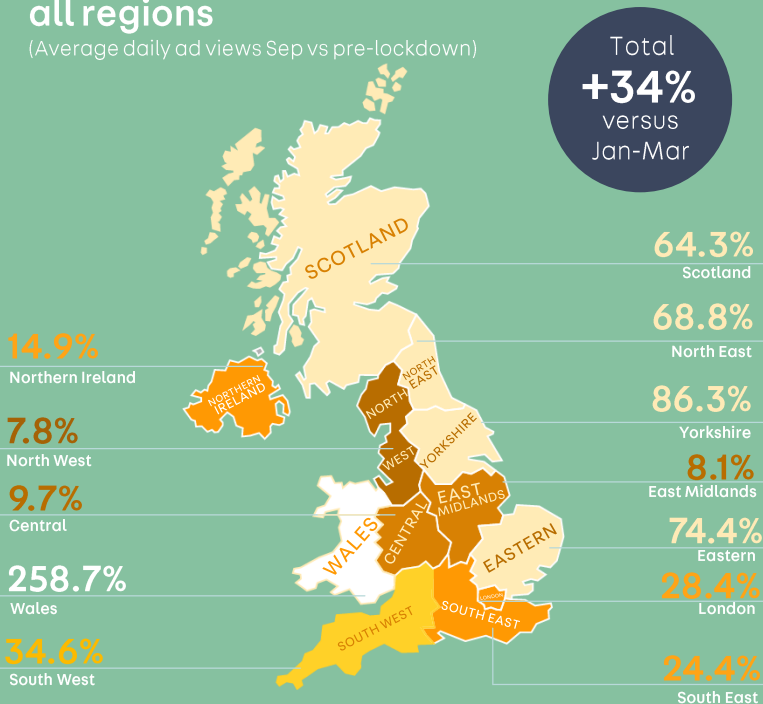 all regions
(Average daily ad views Sep vs pre-lockdown)
Total
+34%
versus
Jan-Mar
SCOTLAND
64.3%
Scotland
68.8%
North East
14.9%
Northern Ireland
NORTHERN
IRELAND
NORTH
EAST
NORTH
WEST
YORKSHIRE
86.3%
Yorkshire
7.8%
North West
8.1%
East Midlands
EAST
MIDLANDS
9.7%
Central
CENTRAL
WALES
EASTERN
74.4%
Eastern
258.7%
Wales
28.4%
London
LONDON
SOUTH EAST
SOUTH WEST
34.6%
South West
24.4%
South East